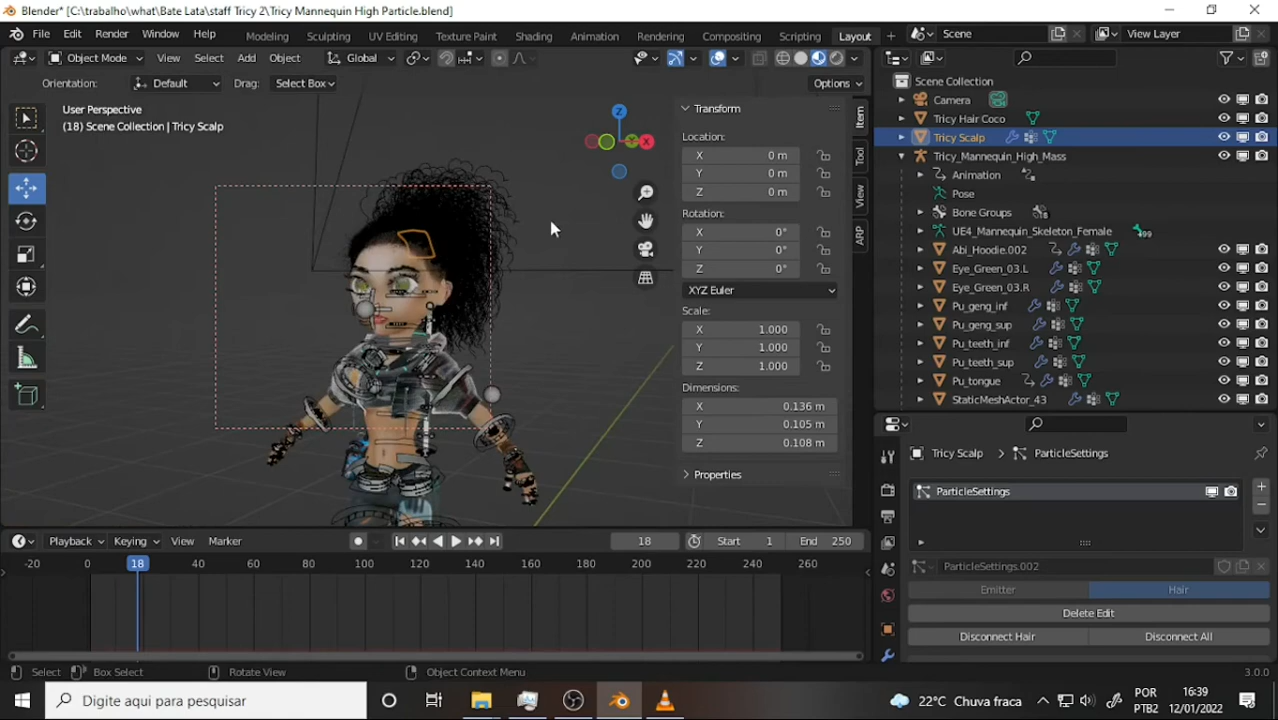 Blender* [C:\trabalho\what\Bate Lata\staff Tricy 2\Tricy Mannequin High Particle.blend]
File Edit Render Window Help Modeling Sculpting UV Editing Texture Paint Shading Animation Rendering Compositing Scripting Layout + Scene View Layer
Object Mode View Select Add Object Global
Orientation: Default Drag: Select Box Options
User Perspective
(18) Scene Collection | Tricy Scalp
Z
Y
X
Transform
Location:
X 0 m
Y 0 m
Z 0 m
Rotation:
X 0°
Y 0°
Z 0°
XYZ Euler
Scale:
X 1.000
Y 1.000
Z 1.000
Dimensions:
X 0.136 m
Y 0.105 m
Z 0.108 m
Properties
Item
Tool
View
ARP
Scene Collection
Camera
Tricy Hair Coco
Tricy Scalp
Tricy_Mannequin_High_Mass
Animation
Pose
Bone Groups
UE4_Mannequin_Skeleton_Female 99
Abi_Hoodie.002
Eye_Green_03.L
Eye_Green_03.R
Pu_geng_inf
Pu_geng_sup
Pu_teeth_inf
Pu_teeth_sup
Pu_tongue
StaticMeshActor_43
Tricy Scalp ParticleSettings
ParticleSettings
ParticleSettings.002
Emitter Hair
Delete Edit
Disconnect Hair Disconnect All
Playback Keying View Marker 18 Start 1 End 250
-20 0 18 40 60 80 100 120 140 160 180 200 220 240 260
Select Box Select Rotate View Object Context Menu 3.0.0
Digite aqui para pesquisar 22°C Chuva fraca POR 16:39
PTB2 12/01/2022